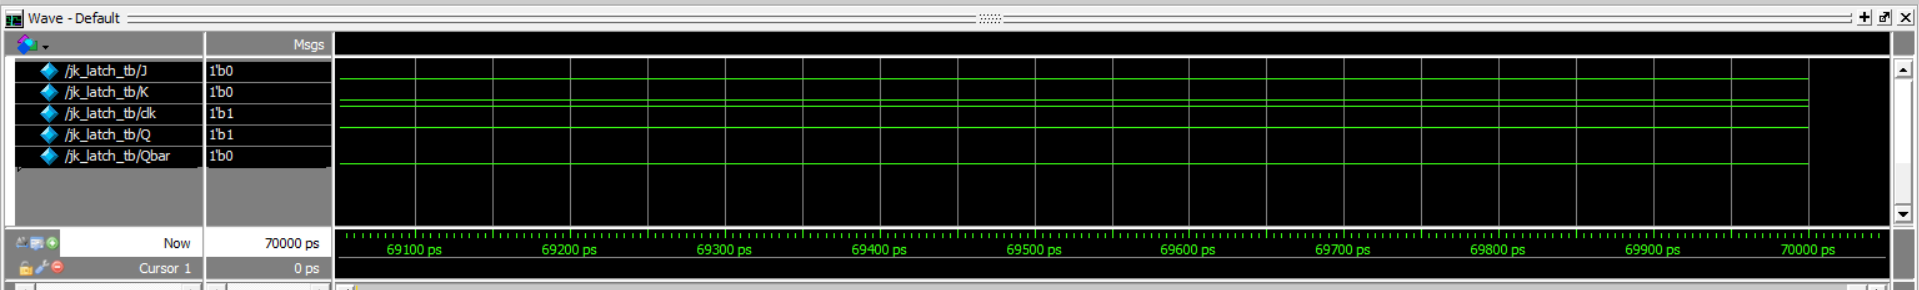 Wave - Default
Msgs
/jk_latch_tb/J 1'b0
/jk_latch_tb/K 1'b0
/jk_latch_tb/clk 1'b1
/jk_latch_tb/Q 1'b1
/jk_latch_tb/Qbar 1'b0
Now 70000 ps
69100 ps 69200 ps 69300 ps 69400 ps 69500 ps 69600 ps 69700 ps 69800 ps 69900 ps 70000 ps
Cursor 1 0 ps